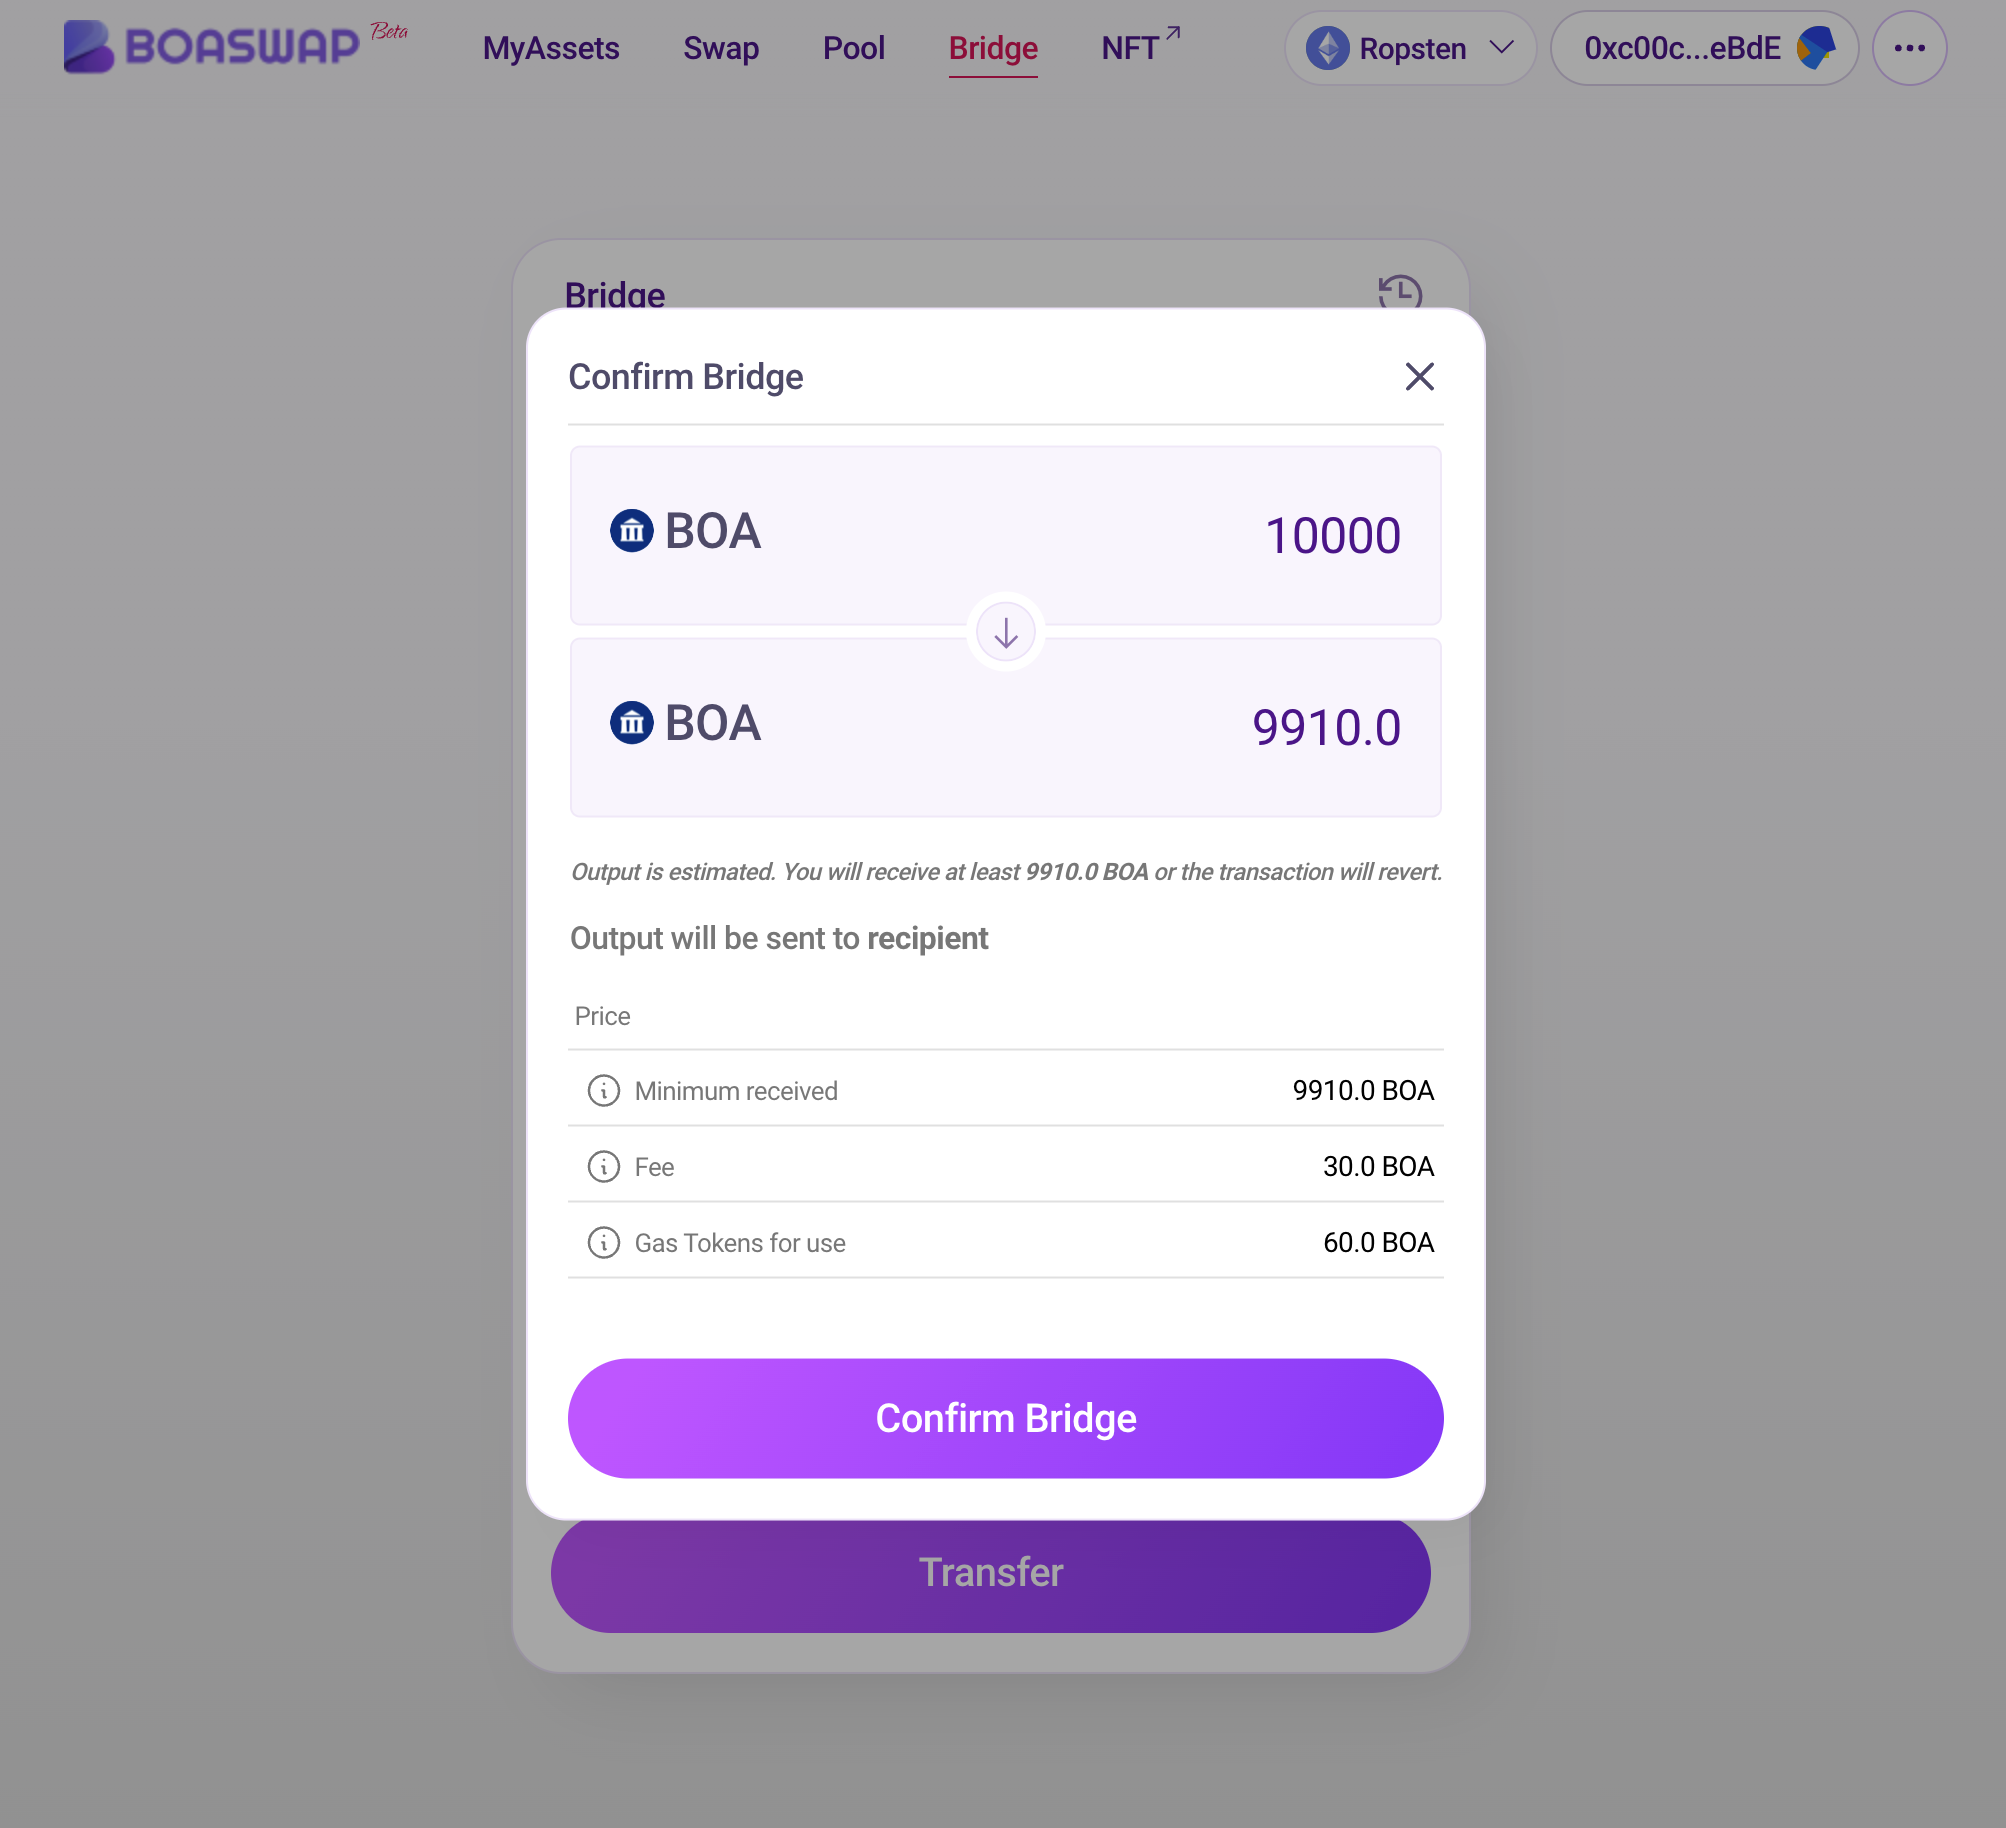 BOASWAP Beta MyAssets Swap Pool Bridge NFT Ropsten 0xc00c...eBdE
Bridge
Confirm Bridge
BOA 10000
BOA 9910.0
Output is estimated. You will receive at least 9910.0 BOA or the transaction will revert.
Output will be sent to recipient
Price
Minimum received 9910.0 BOA
Fee 30.0 BOA
Gas Tokens for use 60.0 BOA
Confirm Bridge
Transfer